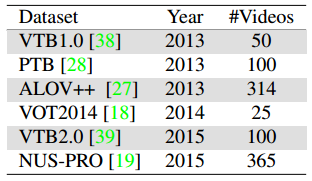 Dataset Year #Videos
VTB1.0 [38] 2013 50
PTB [28] 2013 100
ALOV++ [27] 2013 314
VOT2014 [18] 2014 25
VTB2.0 [39] 2015 100
NUS-PRO [19] 2015 365